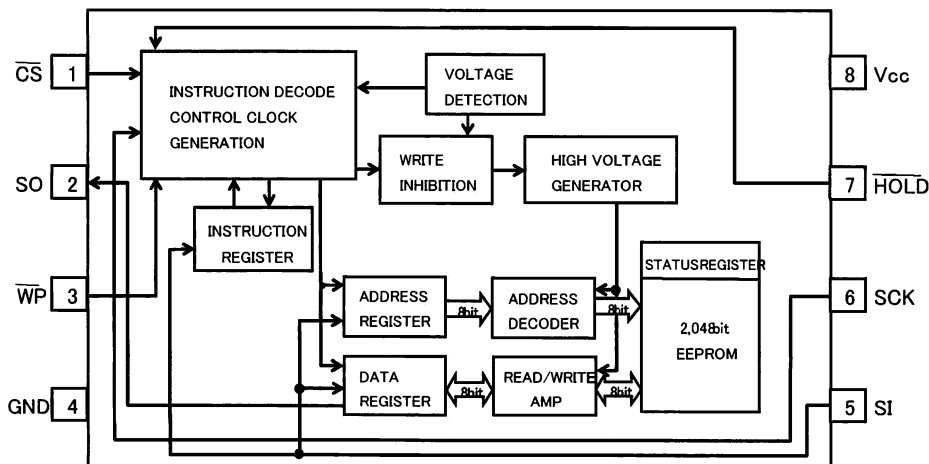 CS
1
INSTRUCTION DECODE
CONTROL CLOCK
GENERATION
VOLTAGE
DETECTION
8
Vcc
SO
2
WRITE
INHIBITION
HIGH VOLTAGE
GENERATOR
7
HOLD
INSTRUCTION
REGISTER
STATUSREGISTER
WP
3
ADDRESS
REGISTER
8bit
ADDRESS
DECODER
8bit
2,048bit
EEPROM
6
SCK
GND
4
DATA
REGISTER
8bit
READ/WRITE
AMP
8bit
5
SI